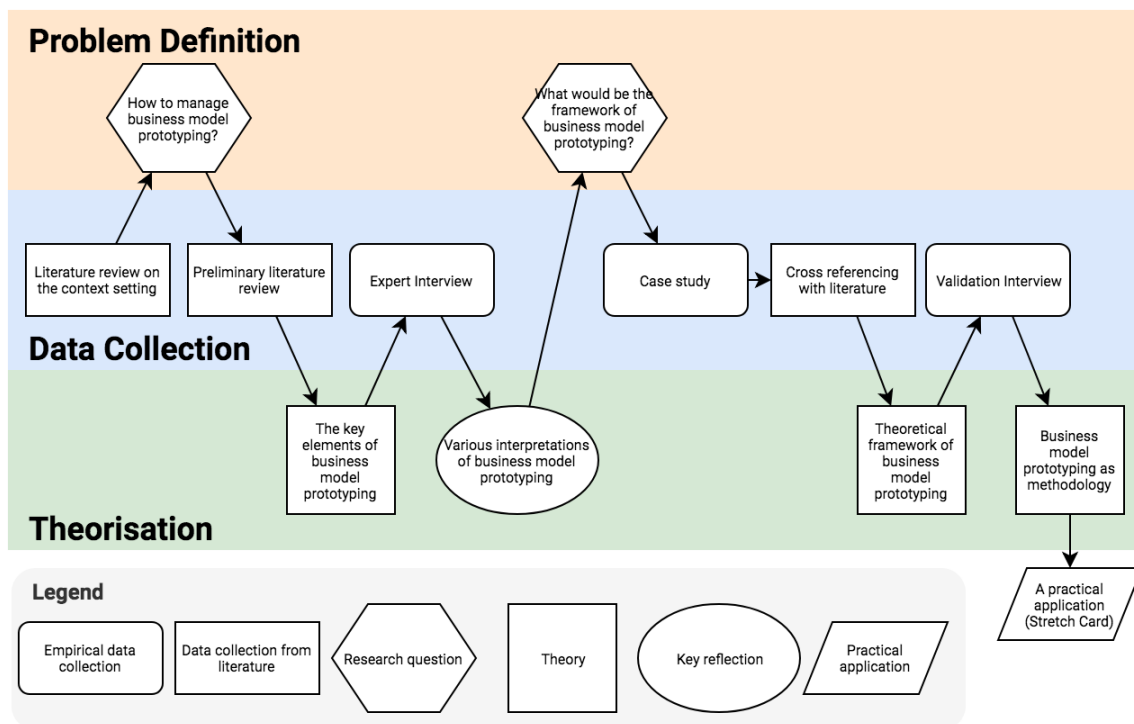 Problem Definition
How to manage
business model
prototyping?
What would be the
framework of
business model
prototyping?
Literature review on
the context setting
Preliminary literature
review
Expert Interview
Case study
Cross referencing
with literature
Validation Interview
Data Collection
The key
elements of
business
model
prototyping
Various interpretations
of business model
prototyping
Theoretical
framework of
business
model
prototyping
Business
model
prototyping as
methodology
Theorisation
A practical
application
(Stretch Card)
Legend
Empirical data
collection
Data collection from
literature
Research question
Theory
Key reflection
Practical
application